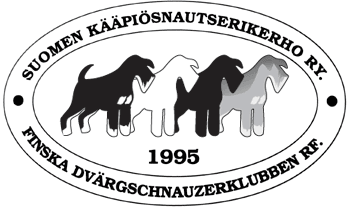 SUOMEN KÄÄPIÖSNAUTSERIKERHO RY.
1995
FINSKA DVÄRGSCHNAUZERKLUBBEN RF.